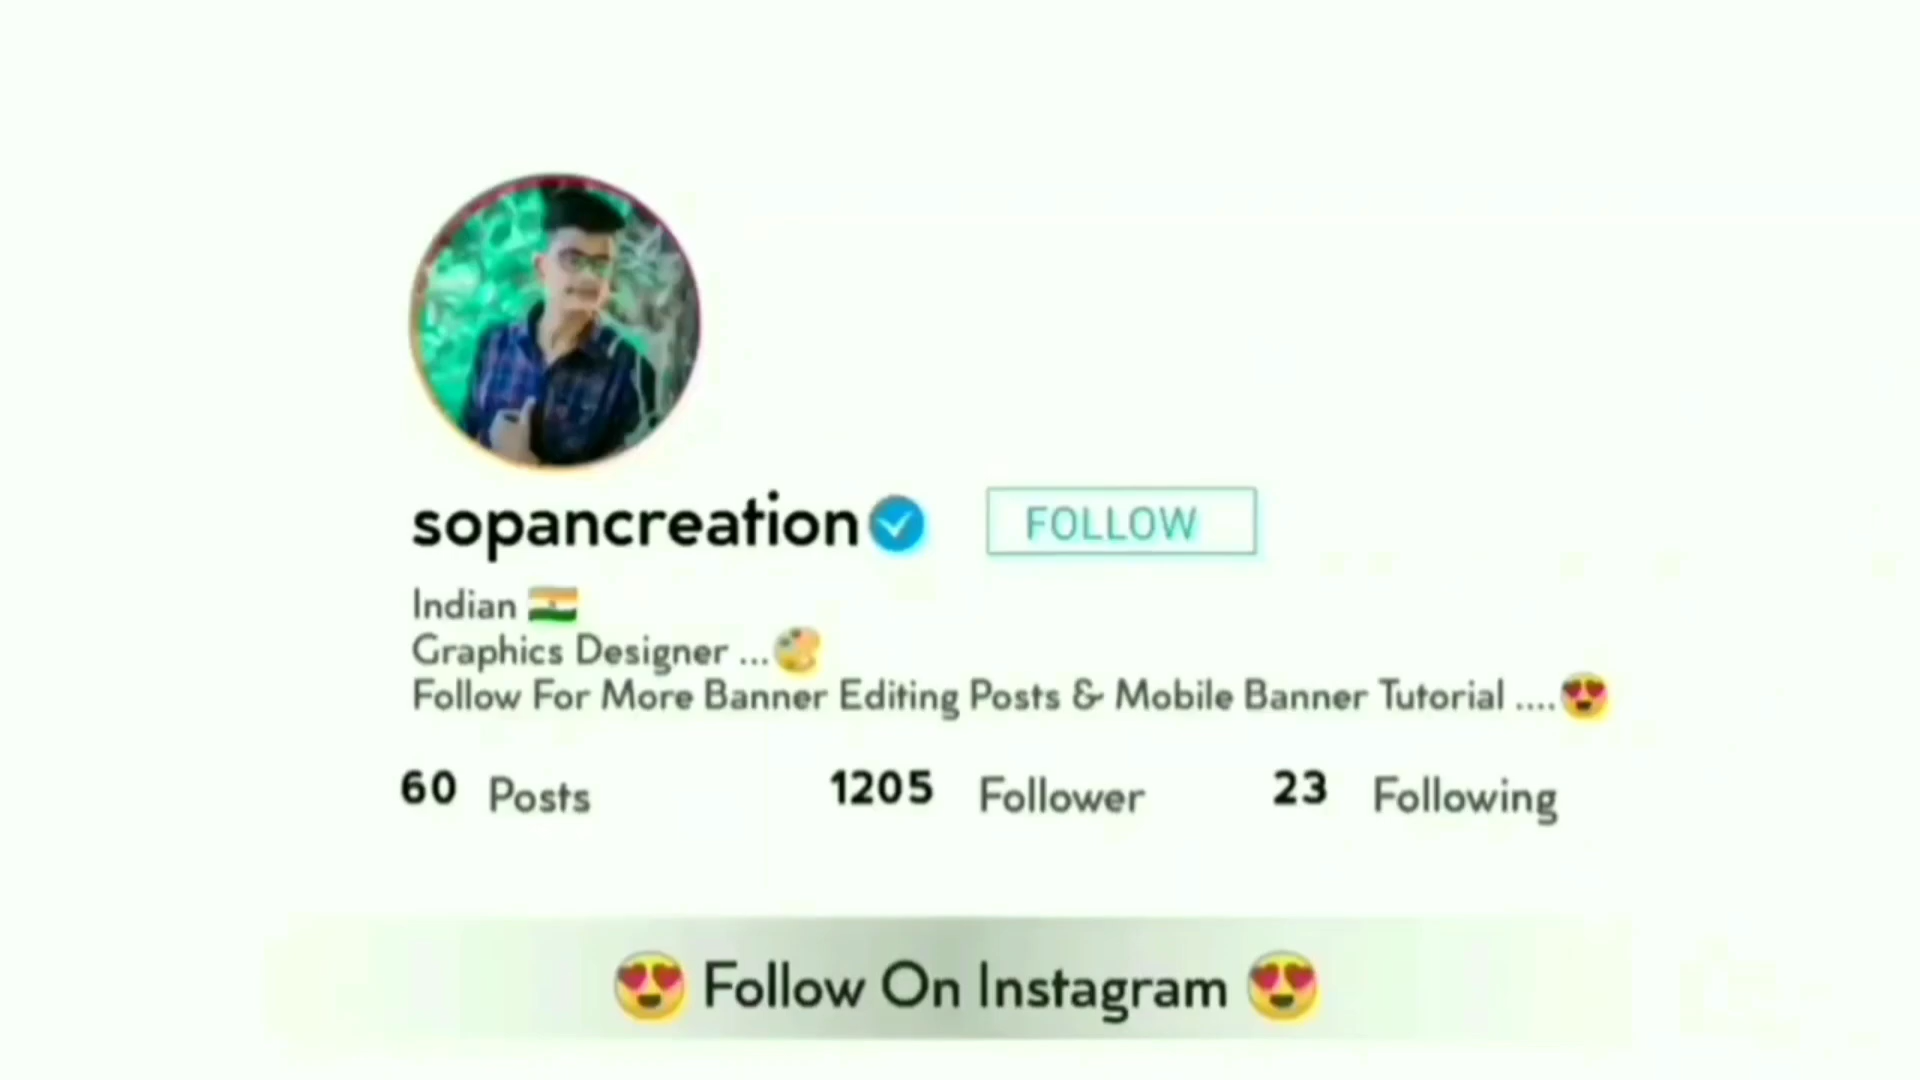 sopancreation
FOLLOW
Indian 🇮🇳
Graphics Designer ...🎨
Follow For More Banner Editing Posts & Mobile Banner Tutorial ....😍
60 Posts
1205 Follower
23 Following
😍 Follow On Instagram 😍